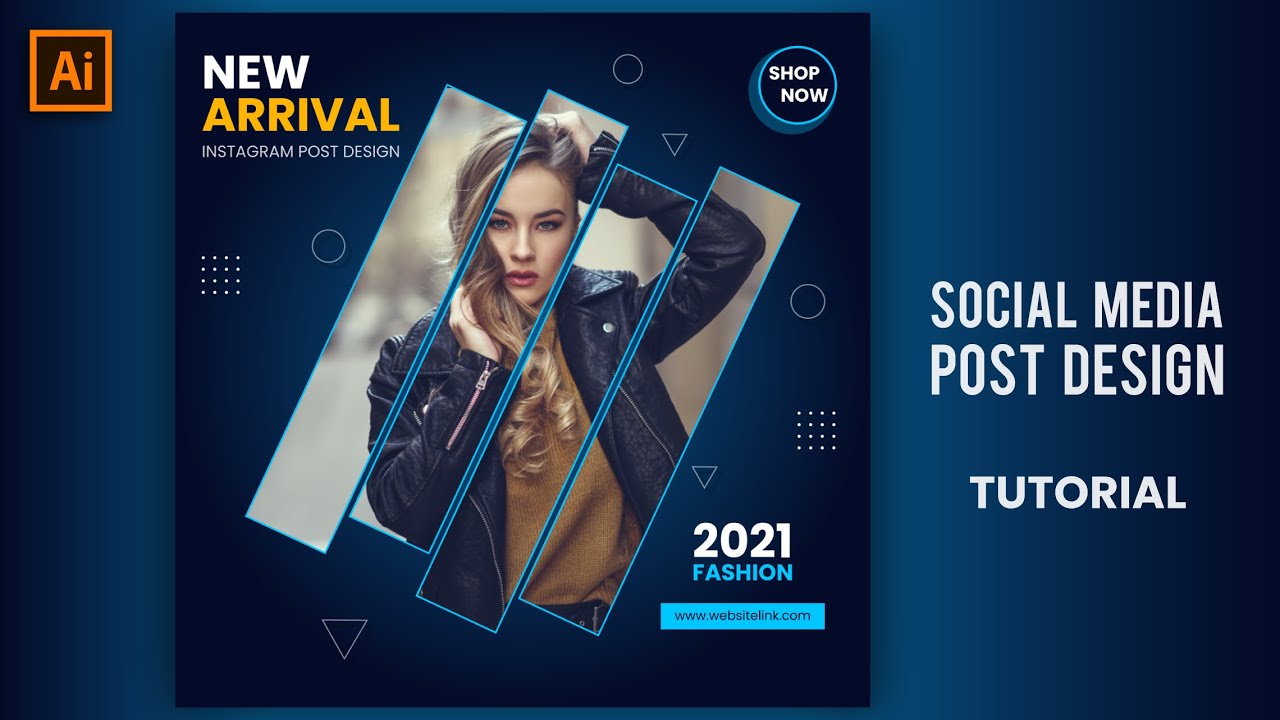 Ai
NEW
ARRIVAL
INSTAGRAM POST DESIGN
SHOP
NOW
SOCIAL MEDIA
POST DESIGN
TUTORIAL
2021
FASHION
www.websitelink.com